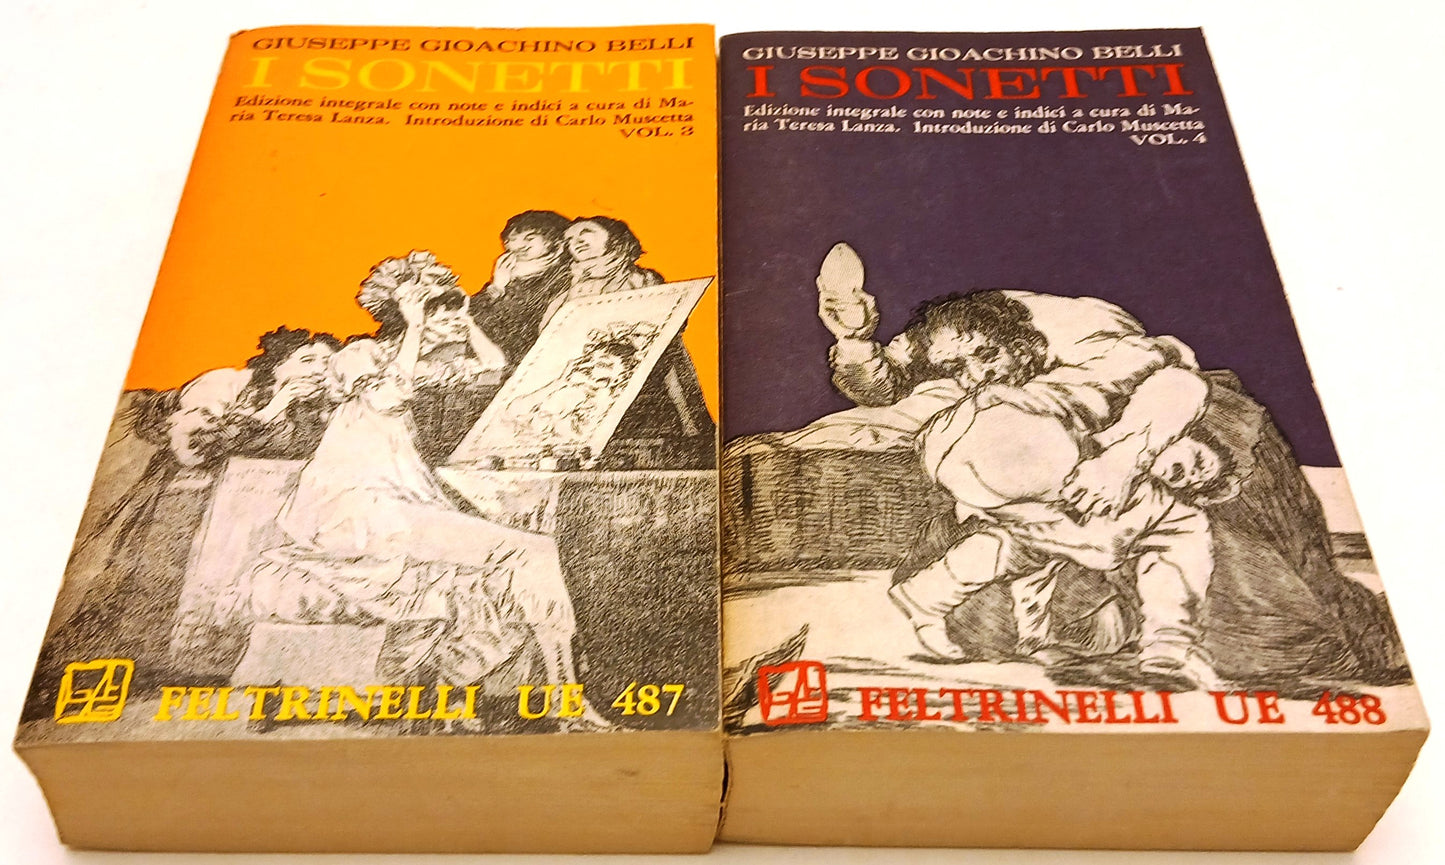 GIUSEPPE GIOACHINO BELLI
I SONETTI
Edizione integrale con note e indici a cura di Ma-
ria Teresa Lanza. Introduzione di Carlo Muscetta
VOL. 3
FELTRINELLI UE 487
GIUSEPPE GIOACHINO BELLI
I SONETTI
Edizione integrale con note e indici a cura di Ma-
ria Teresa Lanza. Introduzione di Carlo Muscetta
VOL. 4
FELTRINELLI UE 488